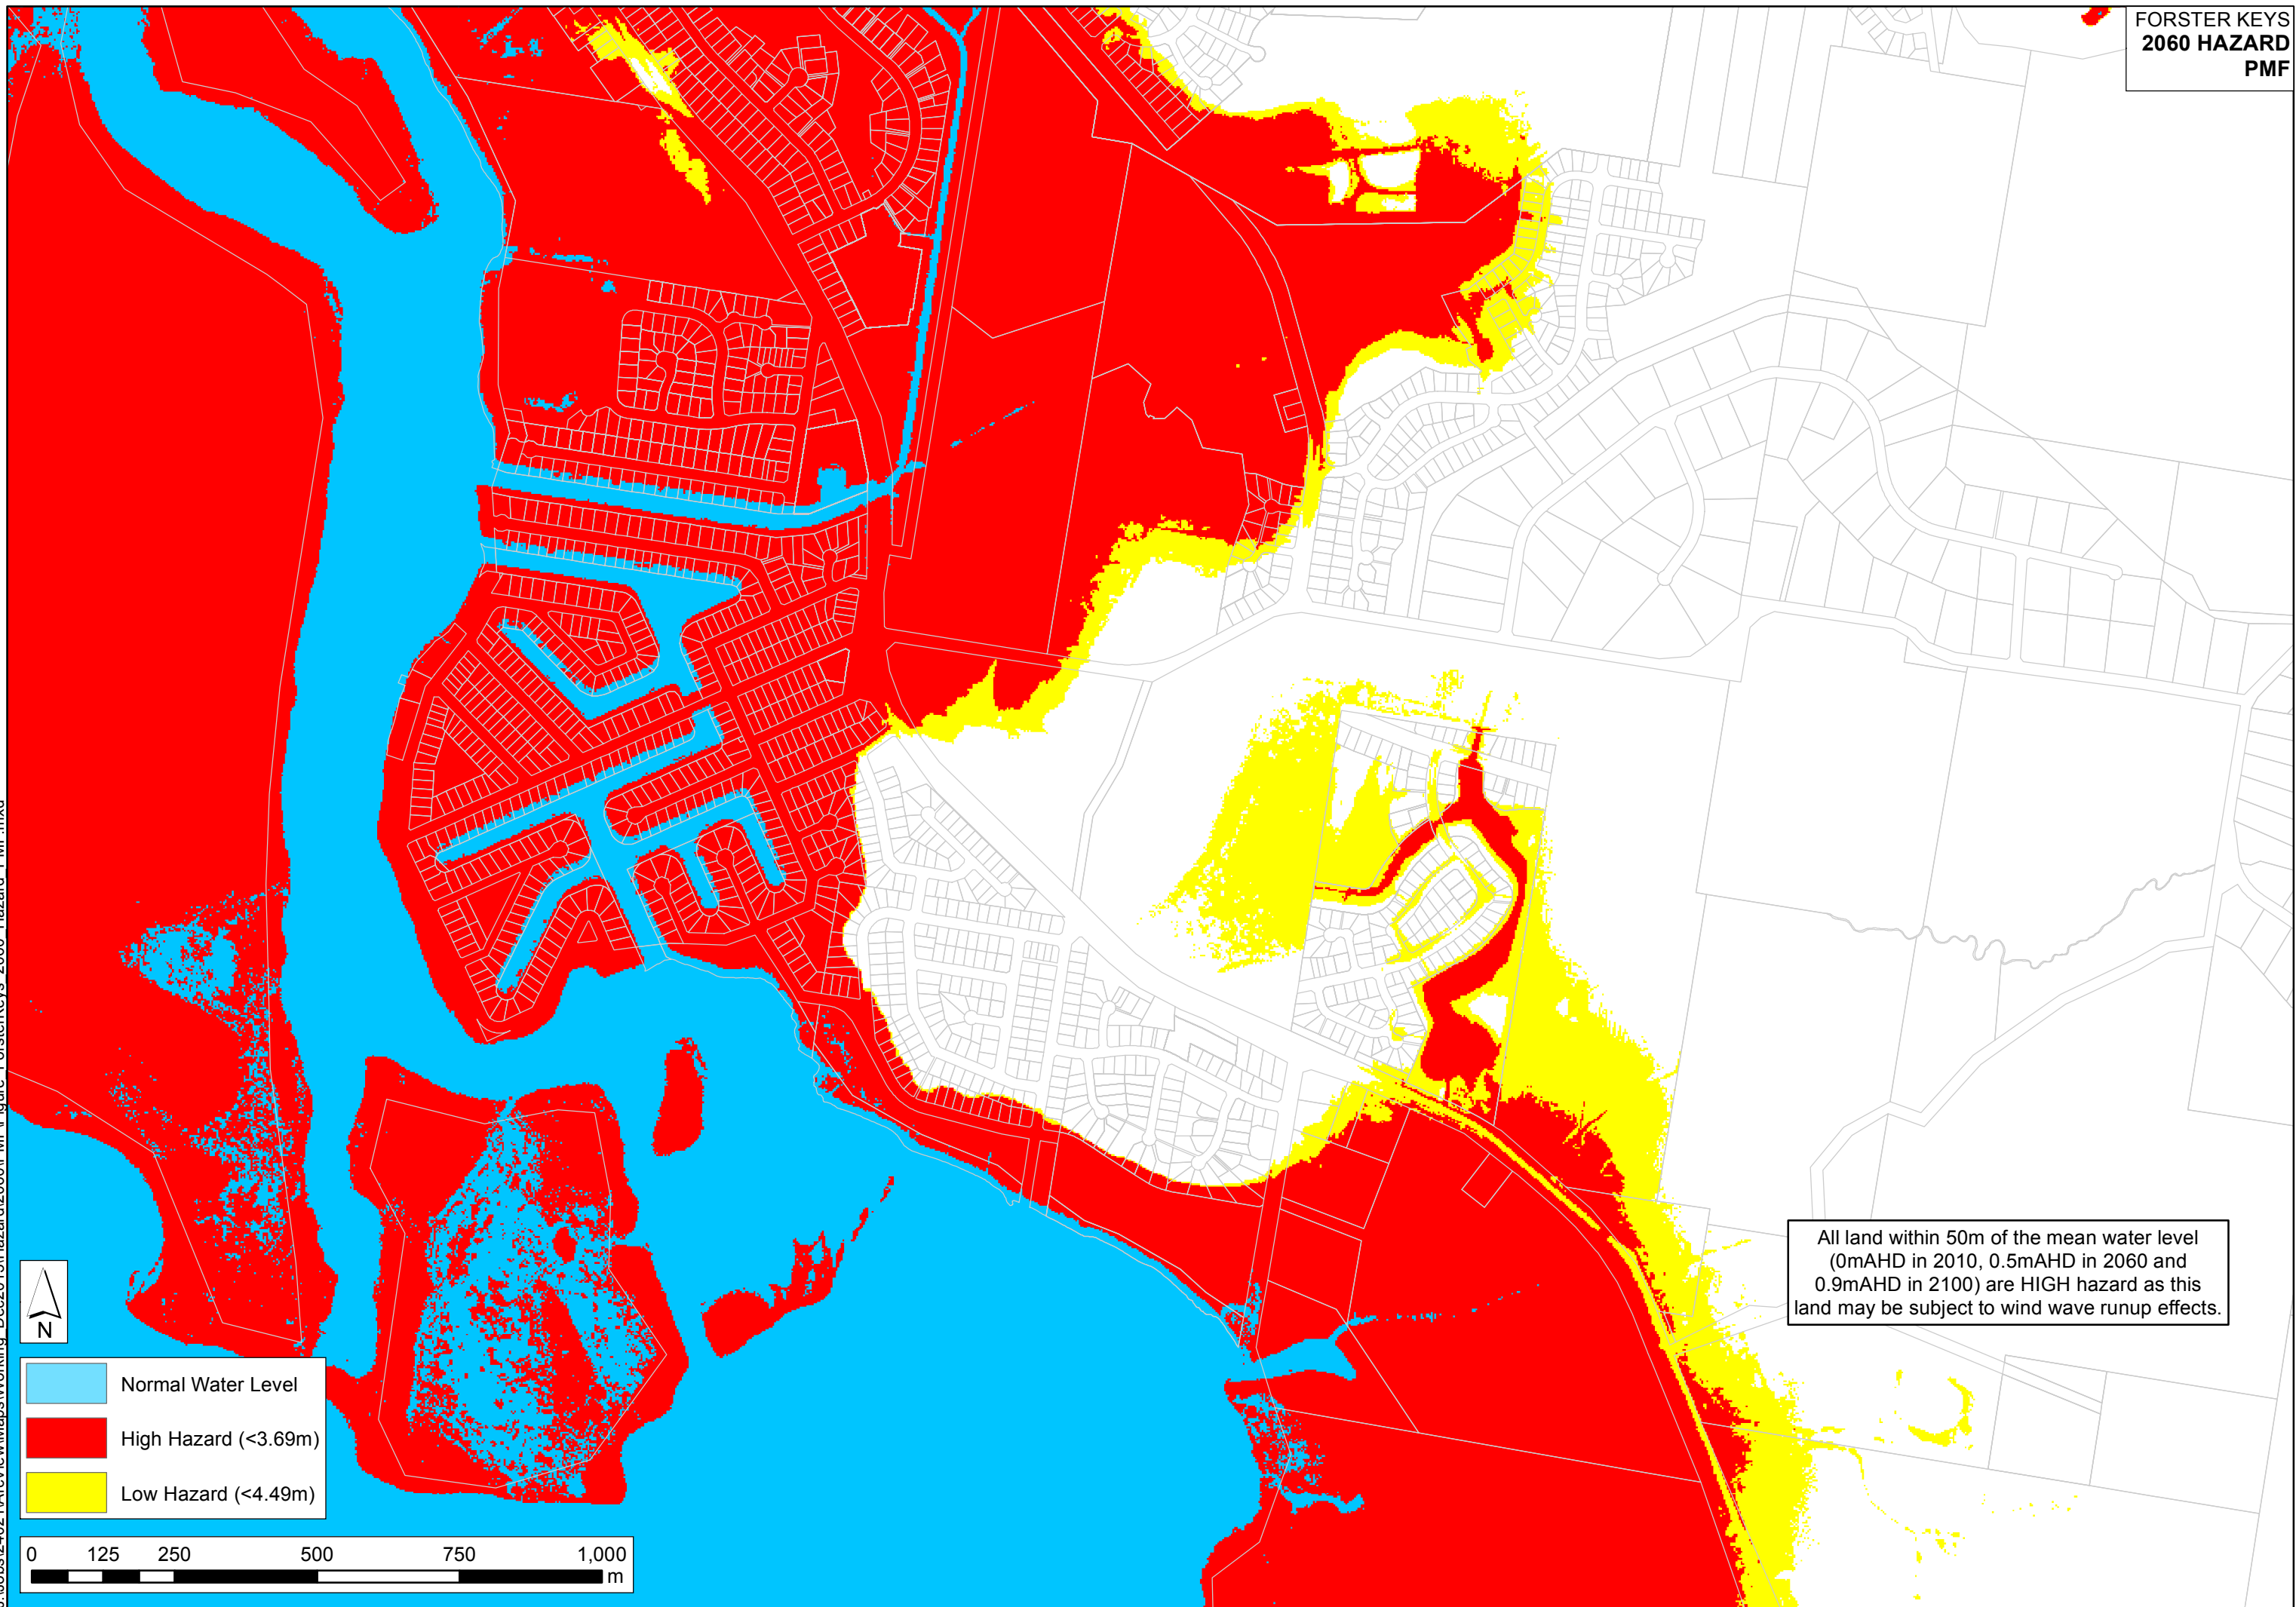 FORSTER KEYS
2060 HAZARD
PMF
All land within 50m of the mean water level
(0mAHD in 2010, 0.5mAHD in 2060 and
0.9mAHD in 2100) are HIGH hazard as this
land may be subject to wind wave runup effects.
N
Normal Water Level
High Hazard (<3.69m)
Low Hazard (<4.49m)
0 125 250 500 750 1,000
m